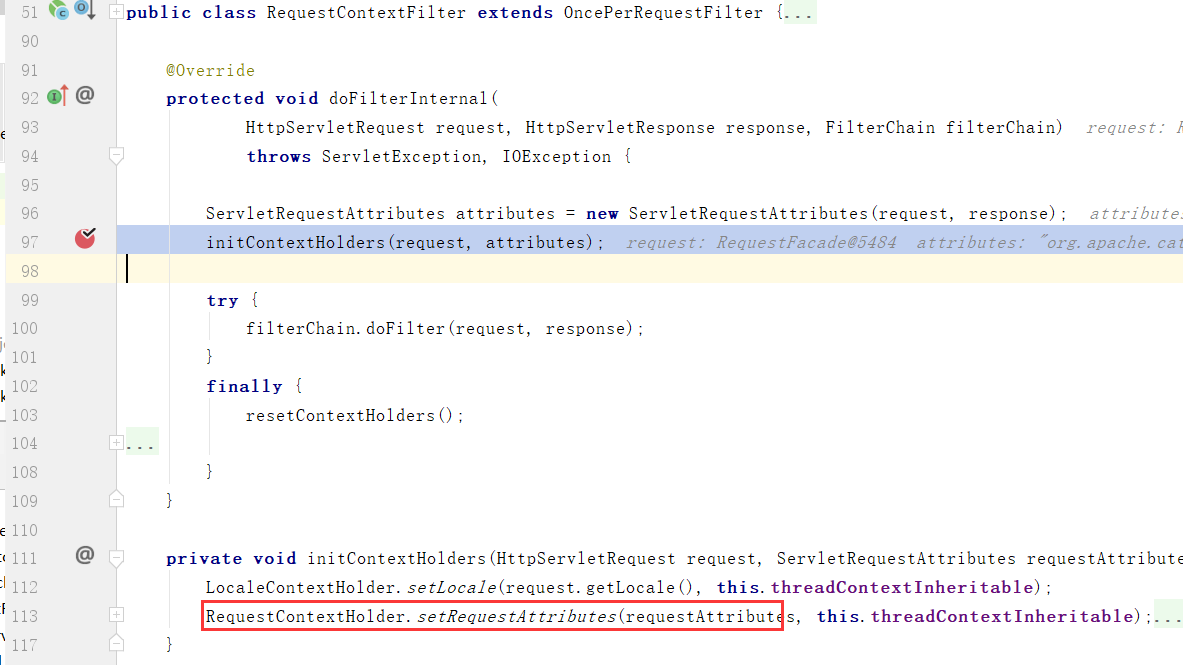 51 public class RequestContextFilter extends OncePerRequestFilter {...
90
91 @Override
92 protected void doFilterInternal(
93 HttpServletRequest request, HttpServletResponse response, FilterChain filterChain) request: R
94 throws ServletException, IOException {
95
96 ServletRequestAttributes attributes = new ServletRequestAttributes(request, response); attributes:
97 initContextHolders(request, attributes); request: RequestFacade@5484 attributes: "org.apache.cat
98
99 try {
100 filterChain.doFilter(request, response);
101 }
102 finally {
103 resetContextHolders();
104 ...
108 }
109 }
110
111 private void initContextHolders(HttpServletRequest request, ServletRequestAttributes requestAttribute
112 LocaleContextHolder.setLocale(request.getLocale(), this.threadContextInheritable);
113 RequestContextHolder.setRequestAttributes(requestAttributes, this.threadContextInheritable);...
117 }